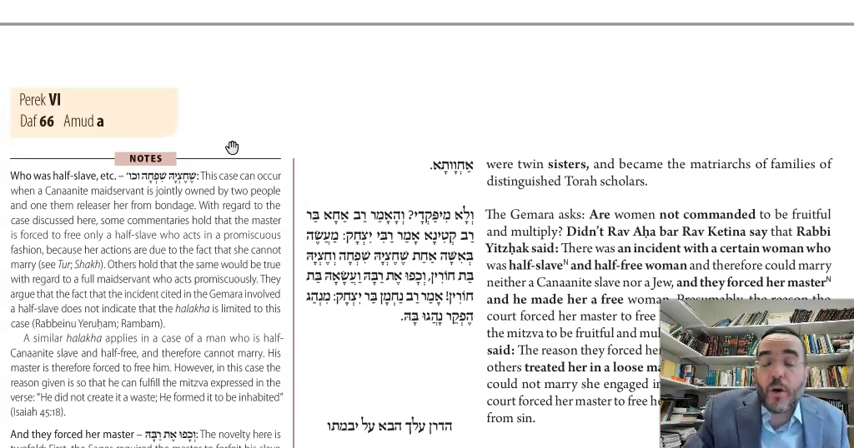 Perek VI
Daf 66 Amud a
NOTES
Who was half-slave, etc. – שֶׁחֶצְיָהּ שִׁפְחָה וכו׳: This case can occur
when a Canaanite maidservant is jointly owned by two people
and one them releaser her from bondage. With regard to the
case discussed here, some commentaries hold that the master
is forced to free only a half-slave who acts in a promiscuous
fashion, because her actions are due to the fact that she cannot
marry (see Tur; Shakh). Others hold that the same would be true
with regard to a full maidservant who acts promiscuously. They
argue that the fact that the incident cited in the Gemara involved
a half-slave does not indicate that the halakha is limited to this
case (Rabbeinu Yeruḥam; Rambam).
A similar halakha applies in a case of a man who is half-
Canaanite slave and half-free, and therefore cannot marry. His
master is therefore forced to free him. However, in this case the
reason given is so that he can fulfill the mitzva expressed in the
verse: "He did not create it a waste; He formed it to be inhabited"
(Isaiah 45:18).
And they forced her master – וְכָפוּ אֶת רַבָּהּ: The novelty here is
אַחְוָותָא.
וְלָא מִיפַּקְדִי? וְהָאָמַר רַב אַחָא בַּר
רַב קַטִינָא אָמַר רַבִּי יִצְחָק: מַעֲשֶׂה
בְּאִשָּׁה אַחַת שֶׁחֶצְיָהּ שִׁפְחָה וְחֶצְיָהּ
בַּת חוֹרִין, וְכָפוּ אֶת רַבָּהּ וַעֲשָׂאָהּ בַּת
חוֹרִין! אָמַר רַב נַחְמָן בַּר יִצְחָק: מִנְהַג
הֶפְקֵר נָהֲגוּ בָּהּ.
הדרן עלך הבא על יבמתו
were twin sisters, and became the matriarchs of families of
distinguished Torah scholars.
The Gemara asks: Are women not commanded to be fruitful
and multiply? Didn't Rav Aḥa bar Rav Ketina say that Rabbi
Yitzḥak said: There was an incident with a certain woman who
was half-slaveᴺ and half-free woman and therefore could marry
neither a Canaanite slave nor a Jew, and they forced her masterᴺ
and he made her a free woman. Presumably, the reason the
court forced her master to free
the mitzva to be fruitful and mul
said: The reason they forced her
others treated her in a loose ma
could not marry she engaged in
court forced her master to free he
from sin.